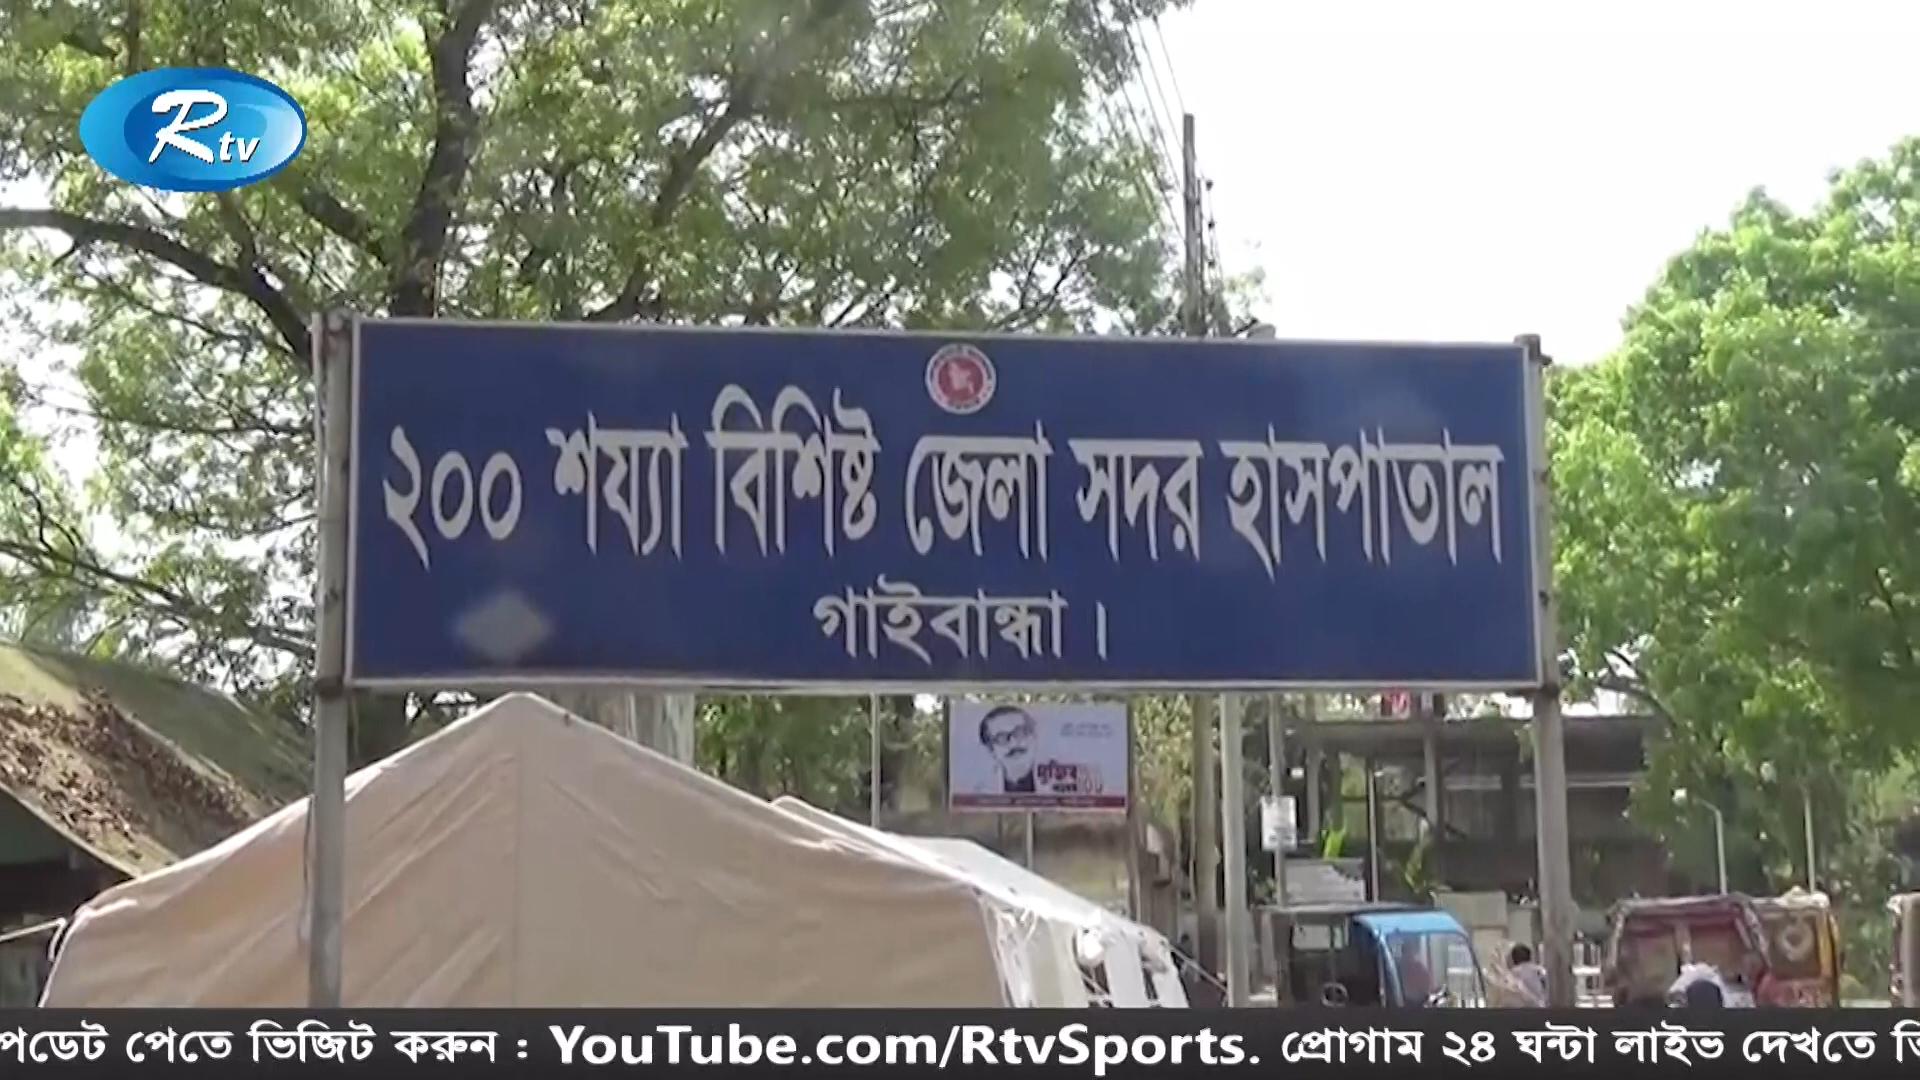 Rtv
২০০ শয্যা বিশিষ্ট জেলা সদর হাসপাতাল
গাইবান্ধা।
মুজিব
পডেট পেতে ভিজিট করুন : YouTube.com/RtvSports. প্রোগাম ২৪ ঘন্টা লাইভ দেখতে ভি